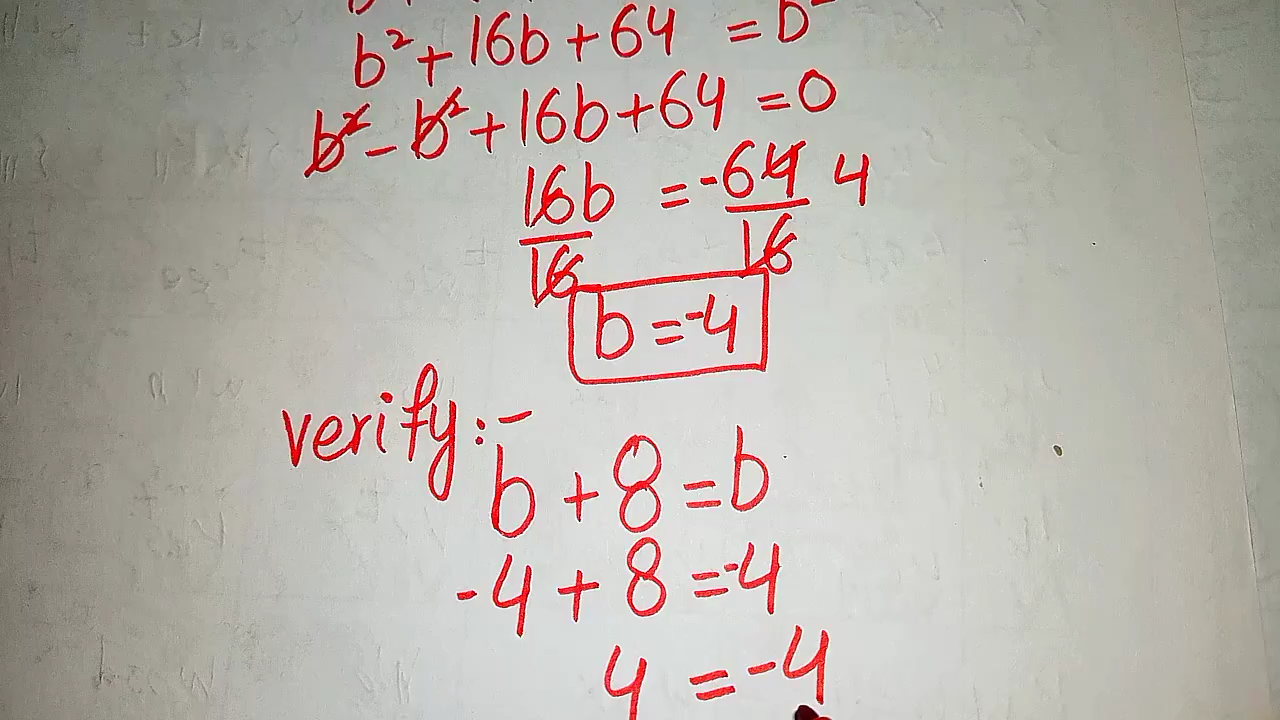 b² + 16b + 64 = b²
b² - b² + 16b + 64 = 0
16b = -64 4
16 16
b = -4
verify:-
b + 8 = b
-4 + 8 = -4
4 = -4